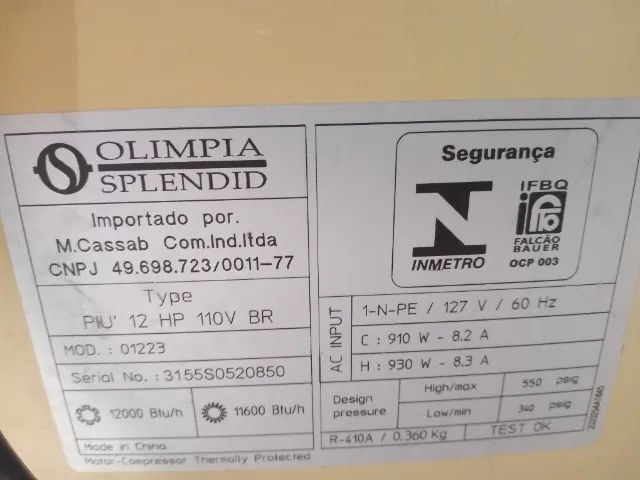 OLIMPIA
SPLENDID
Importado por.
M.Cassab Com.Ind.ltda
CNPJ 49.698.723/0011-77
Type
PIU' 12 HP 110V BR
MOD. : 01223
Serial No. : 3155S0520850
12000 Btu/h 11600 Btu/h
Made in China
Motor-Compressor Thermally Protected
Segurança
INMETRO
IFBQ
FALCÃO
BAUER
OCP 003
AC INPUT
1-N-PE / 127 V / 60 Hz
C : 910 W - 8.2 A
H : 930 W - 8.3 A
Design
pressure
High/max 550 psig
Low/min 340 psig
R-410A / 0,360 Kg TEST OK